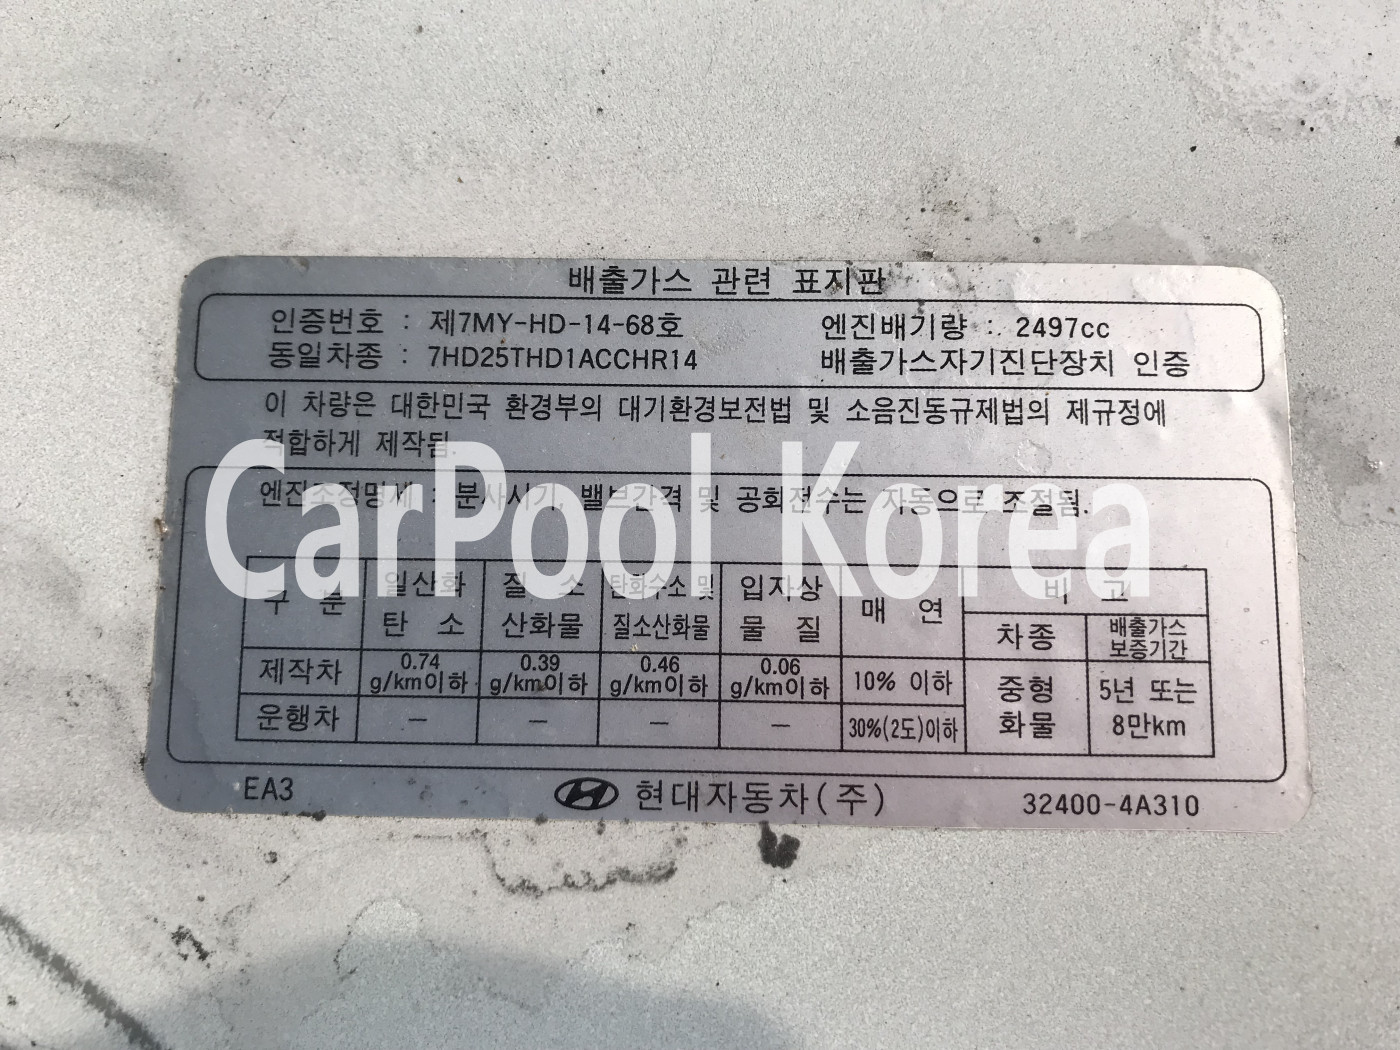 배출가스 관련 표지판
인증번호 : 제7MY-HD-14-68호 엔진배기량 : 2497cc
동일차종 : 7HD25THD1ACCHR14 배출가스자기진단장치 인증
이 차량은 대한민국 환경부의 대기환경보전법 및 소음진동규제법의 제규정에
적합하게 제작됨.
CarPool Korea
엔진조정명세 : 분사시기, 밸브간격 및 공회전수는 자동으로 조절됨.
구 분 일산화 탄 소 질 소 산화물 탄화수소 및 질소산화물 입자상 물 질 매 연 비 고
차종 배출가스 보증기간
제작차 0.74 g/km이하 0.39 g/km이하 0.46 g/km이하 0.06 g/km이하 10% 이하 중형 화물 5년 또는 8만km
운행차 — — — — 30%(2도)이하
EA3 현대자동차(주) 32400-4A310